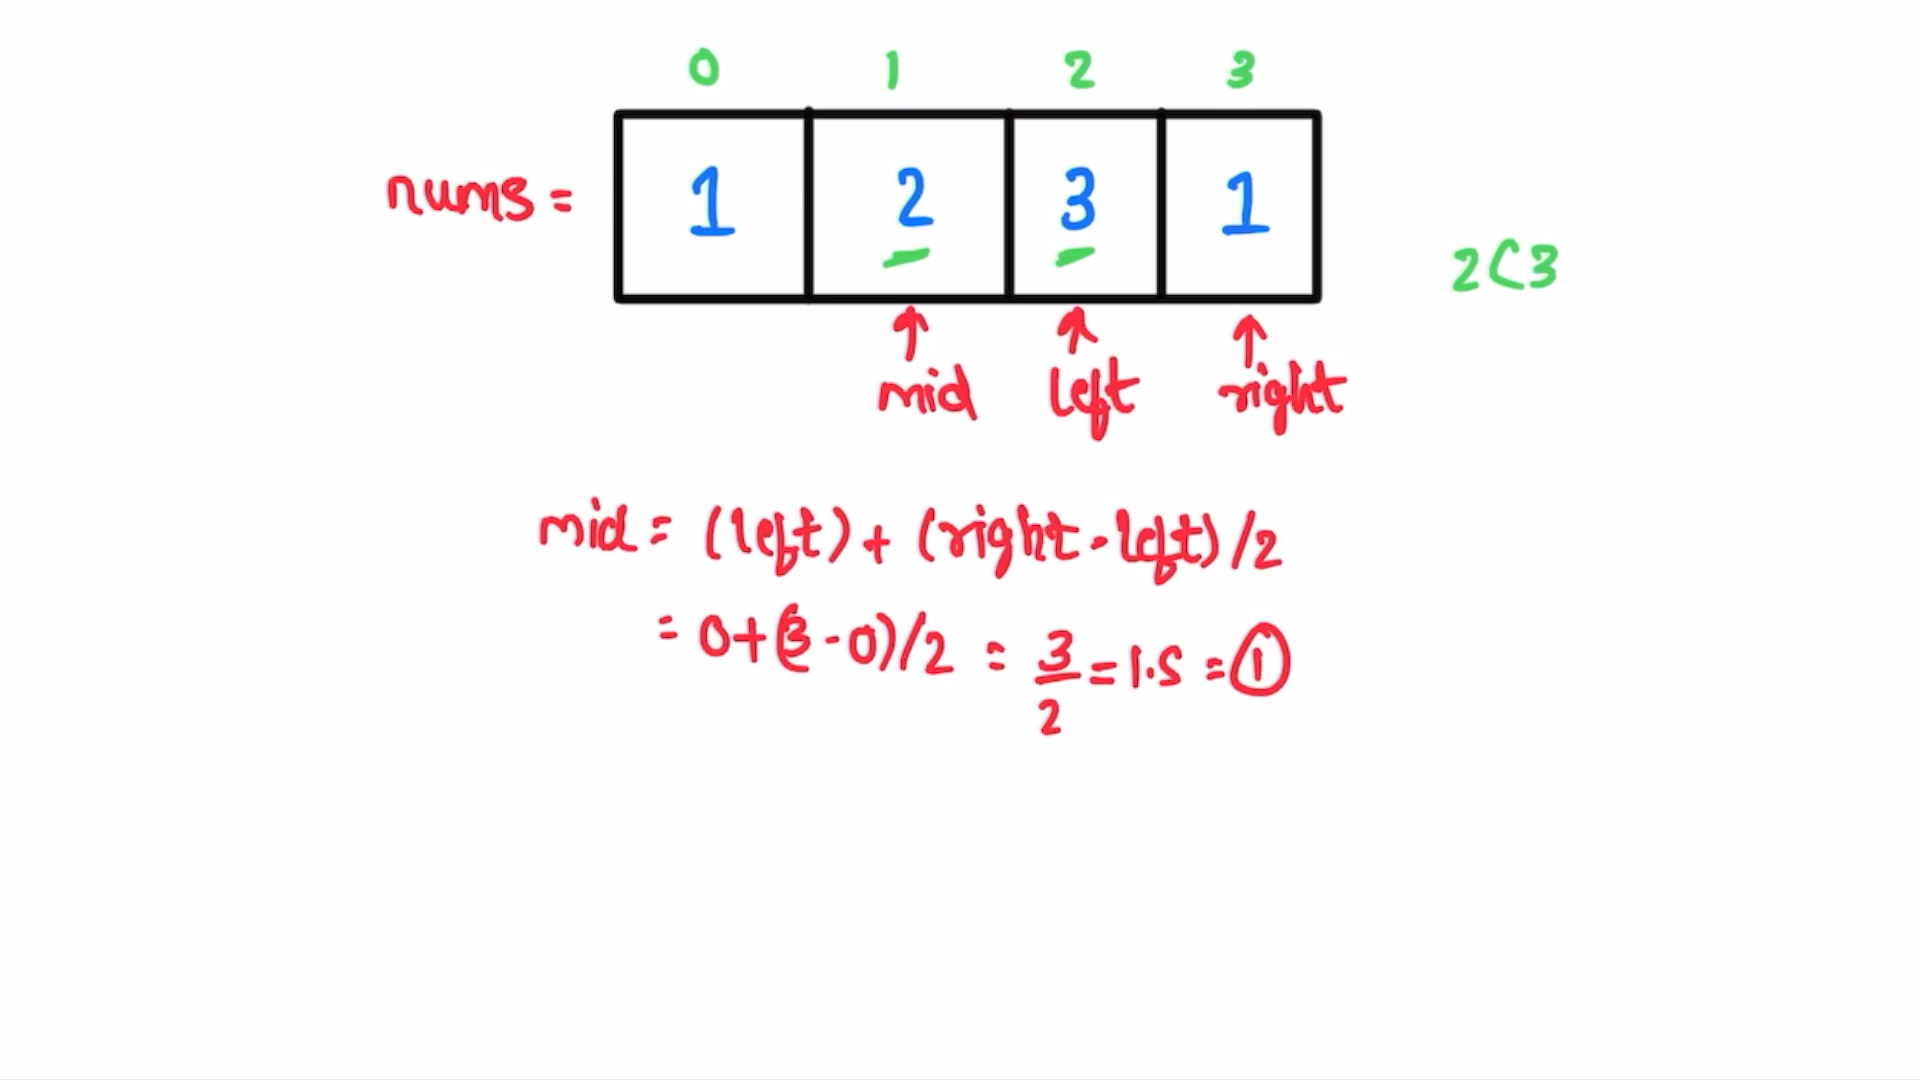 0 1 2 3
nums = 1 2 3 1
2<3
mid left right
mid = (left) + (right - left) / 2
= 0+(3-0)/2 = 3/2 = 1.5 = 1